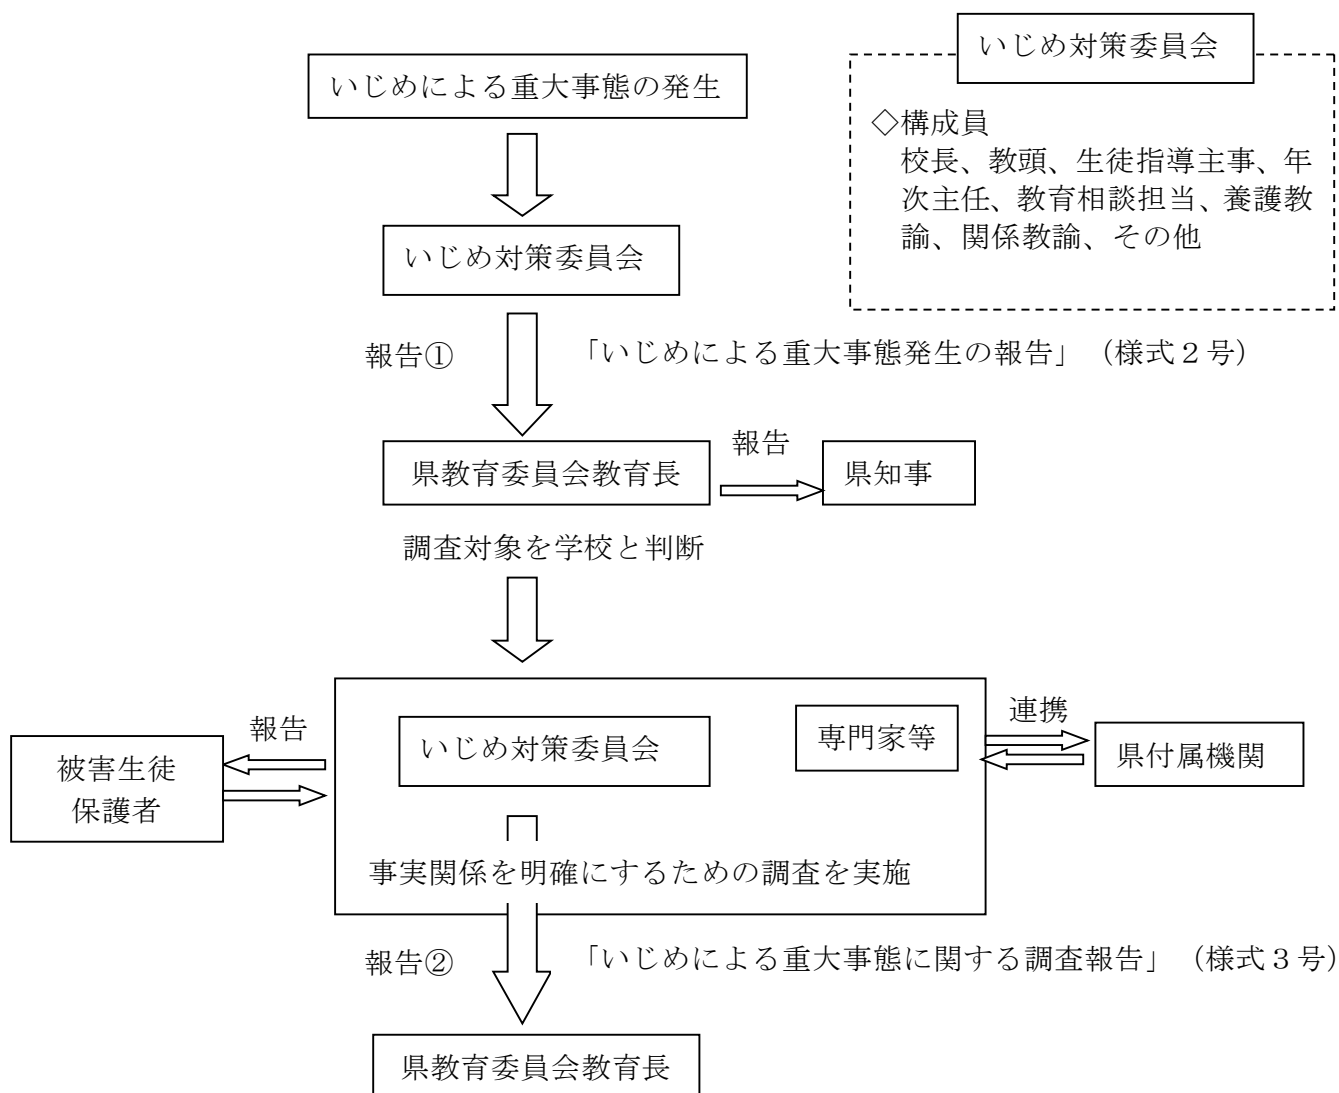 いじめ対策委員会
いじめによる重大事態の発生
◇構成員
校長、教頭、生徒指導主事、年
次主任、教育相談担当、養護教
諭、関係教諭、その他
いじめ対策委員会
報告①
「いじめによる重大事態発生の報告」（様式２号）
県教育委員会教育長
報告
県知事
調査対象を学校と判断
いじめ対策委員会
専門家等
連携
県付属機関
報告
被害生徒
保護者
事実関係を明確にするための調査を実施
報告②
「いじめによる重大事態に関する調査報告」（様式３号）
県教育委員会教育長